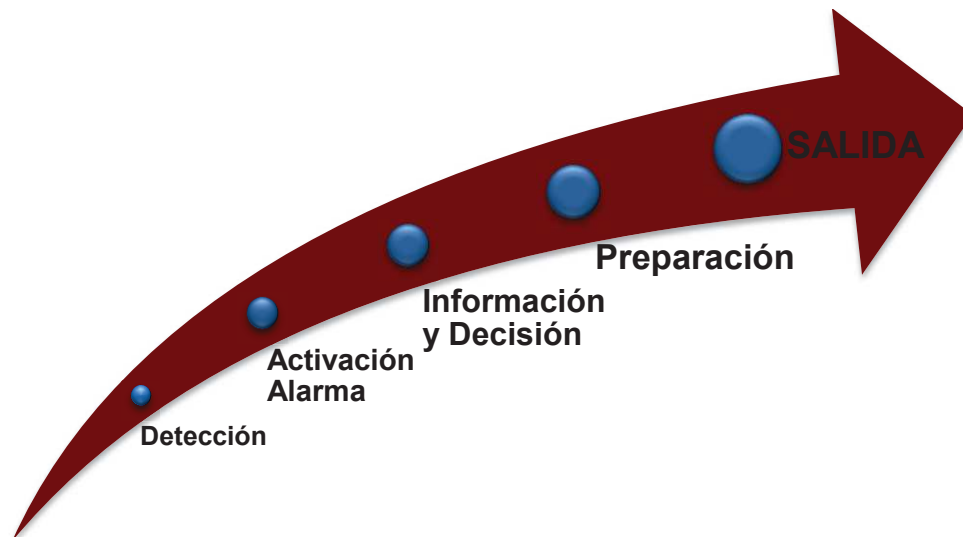 Detección
Activación
Alarma
Información
y Decisión
Preparación
SALIDA